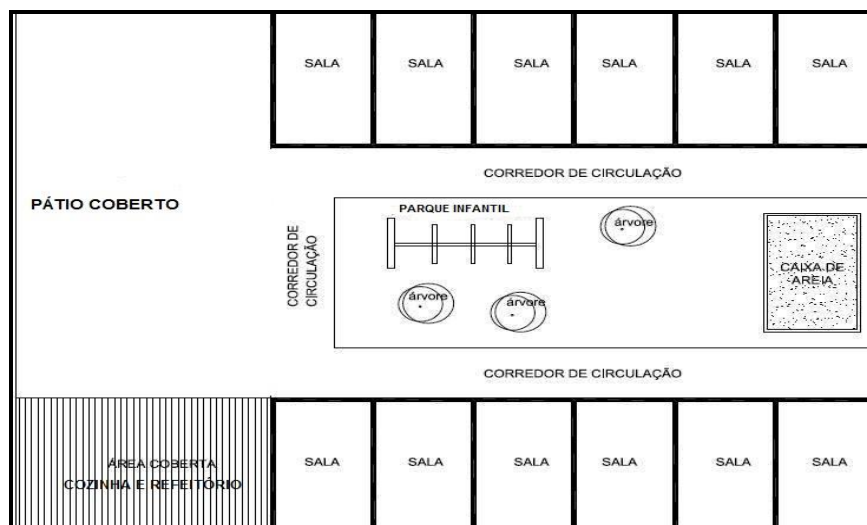 SALA
SALA
SALA
SALA
SALA
SALA
CORREDOR DE CIRCULAÇÃO
PÁTIO COBERTO
PARQUE INFANTIL
árvore
CORREDOR DE
CIRCULAÇÃO
CAIXA DE
AREIA
árvore
árvore
CORREDOR DE CIRCULAÇÃO
ÁREA COBERTA
COZINHA E REFEITÓRIO
SALA
SALA
SALA
SALA
SALA
SALA